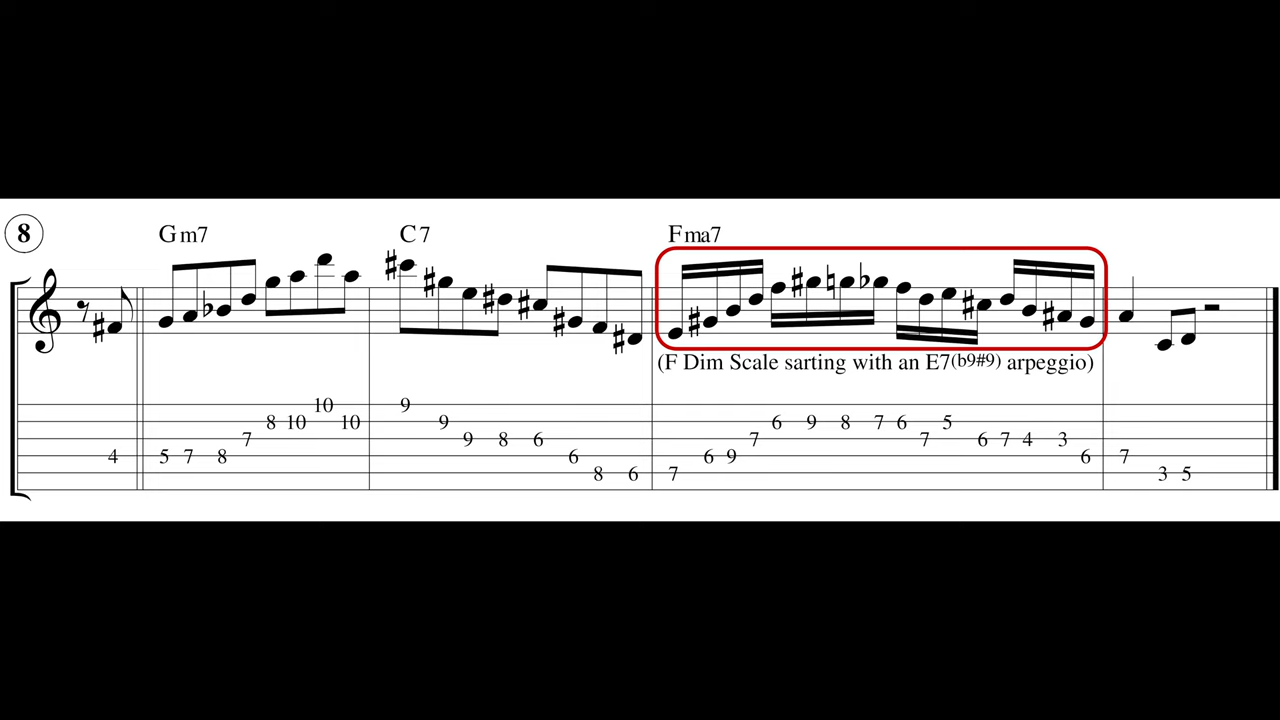 8
Gm7 C7 Fma7
(F Dim Scale sarting with an E7(b9#9) arpeggio)
10 9
8 10 10 9 6 9 8 7 6 5
7 9 8 6 7 7 6 7 4 3
4 5 7 8 6 6 9 6 7
8 6 7 3 5